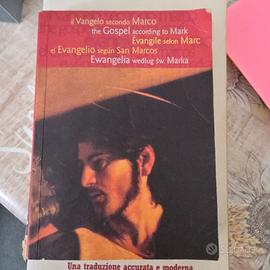 il Vangelo secondo Marco
the Gospel according to Mark
Évangile selon Marc
el Evangelio según San Marcos
Ewangelia według św. Marka
Una traduzione accurata e moderna